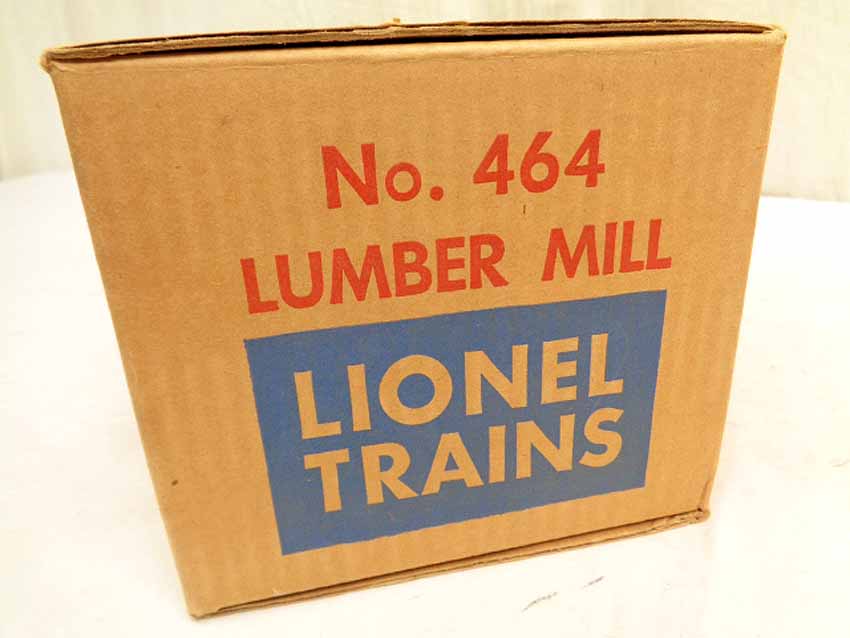 No. 464
LUMBER MILL
LIONEL
TRAINS